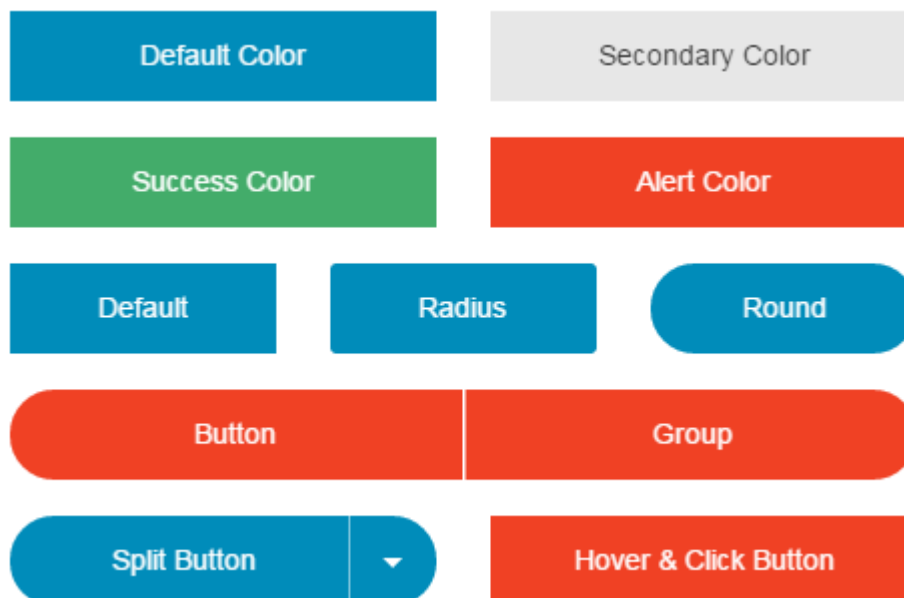 Default Color
Secondary Color
Success Color
Alert Color
Default
Radius
Round
Button
Group
Split Button
Hover & Click Button